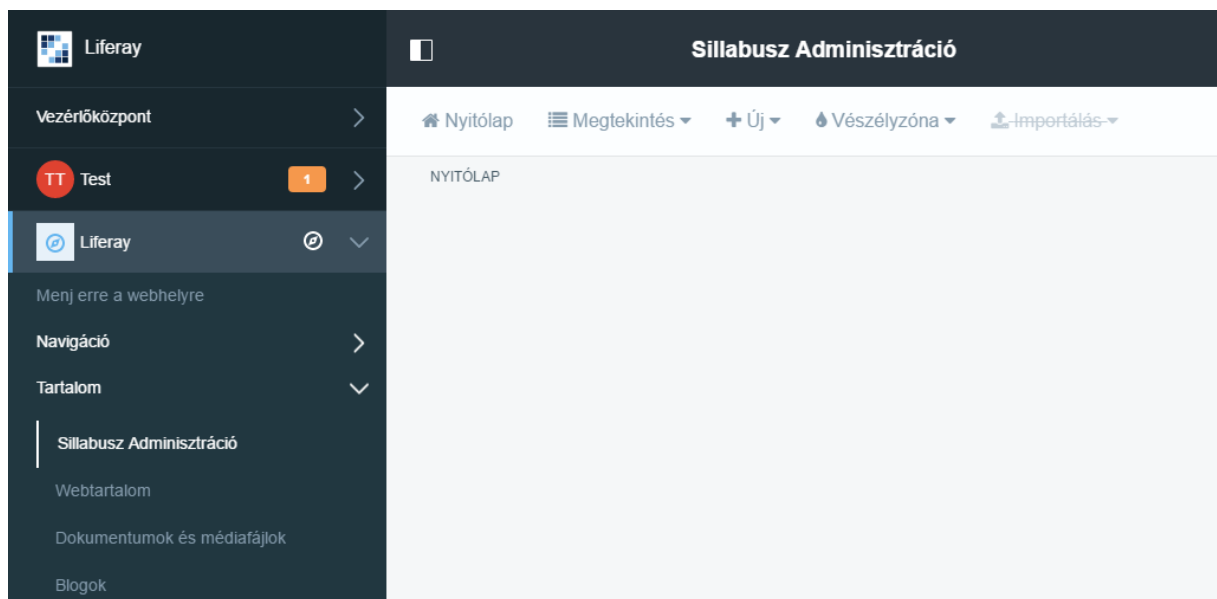 Liferay
Sillabusz Adminisztráció
Vezérlőközpont
Nyitólap Megtekintés Új Vészélyzóna Importálás
TT Test 1
NYITÓLAP
Liferay
Menj erre a webhelyre
Navigáció
Tartalom
Sillabusz Adminisztráció
Webtartalom
Dokumentumok és médiafájlok
Blogok